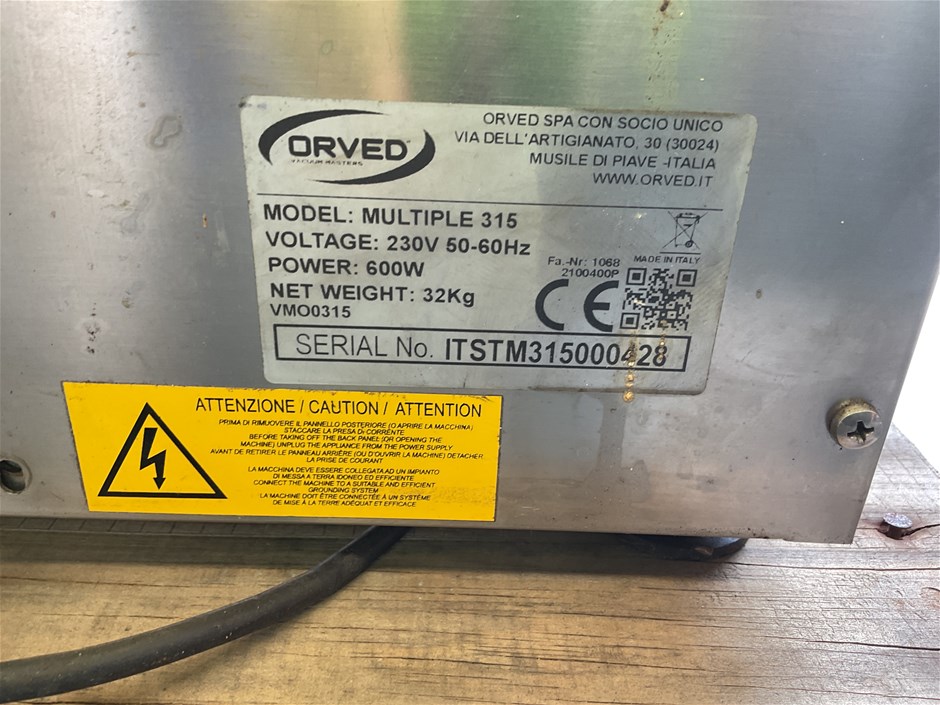 ORVED
VACUUM MASTERS
ORVED SPA CON SOCIO UNICO
VIA DELL'ARTIGIANATO, 30 (30024)
MUSILE DI PIAVE -ITALIA
WWW.ORVED.IT
MODEL: MULTIPLE 315
VOLTAGE: 230V 50-60Hz
POWER: 600W
NET WEIGHT: 32Kg
VMO0315
Fa.-Nr: 1068
2100400P
MADE IN ITALY
CE
SERIAL No. ITSTM315000428
ATTENZIONE / CAUTION / ATTENTION
PRIMA DI RIMUOVERE IL PANNELLO POSTERIORE (O APRIRE LA MACCHINA)
STACCARE LA PRESA DI CORRENTE
BEFORE TAKING OFF THE BACK PANEL (OR OPENING THE
MACHINE) UNPLUG THE APPLIANCE FROM THE POWER SUPPLY
AVANT DE RETIRER LE PANNEAU ARRIÈRE (OU D'OUVRIR LA MACHINE) DETACHER
LA PRISE DE COURANT
LA MACCHINA DEVE ESSERE COLLEGATA AD UN IMPIANTO
DI MESSA A TERRA IDONEO ED EFFICIENTE
CONNECT THE MACHINE TO A SUITABLE AND EFFICIENT
GROUNDING SYSTEM
LA MACHINE DOIT ÊTRE CONNECTÉE À UN SYSTÈME
DE MISE À LA TERRE ADÉQUAT ET EFFICACE